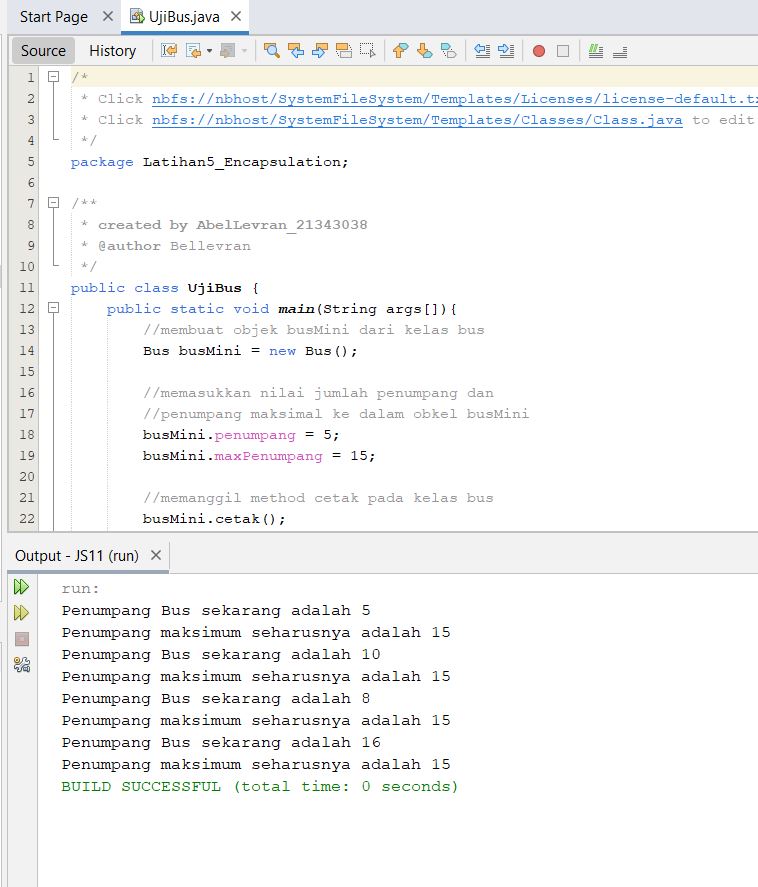 Start Page
UjiBus.java
Source History
1 /*
2 * Click nbfs://nbhost/SystemFileSystem/Templates/Licenses/license-default.tx
3 * Click nbfs://nbhost/SystemFileSystem/Templates/Classes/Class.java to edit
4 */
5 package Latihan5_Encapsulation;
6
7 /**
8 * created by AbelLevran_21343038
9 * @author Bellevran
10 */
11 public class UjiBus {
12 public static void main(String args[]){
13 //membuat objek busMini dari kelas bus
14 Bus busMini = new Bus();
15
16 //memasukkan nilai jumlah penumpang dan
17 //penumpang maksimal ke dalam obkel busMini
18 busMini.penumpang = 5;
19 busMini.maxPenumpang = 15;
20
21 //memanggil method cetak pada kelas bus
22 busMini.cetak();
Output - JS11 (run)
run:
Penumpang Bus sekarang adalah 5
Penumpang maksimum seharusnya adalah 15
Penumpang Bus sekarang adalah 10
Penumpang maksimum seharusnya adalah 15
Penumpang Bus sekarang adalah 8
Penumpang maksimum seharusnya adalah 15
Penumpang Bus sekarang adalah 16
Penumpang maksimum seharusnya adalah 15
BUILD SUCCESSFUL (total time: 0 seconds)